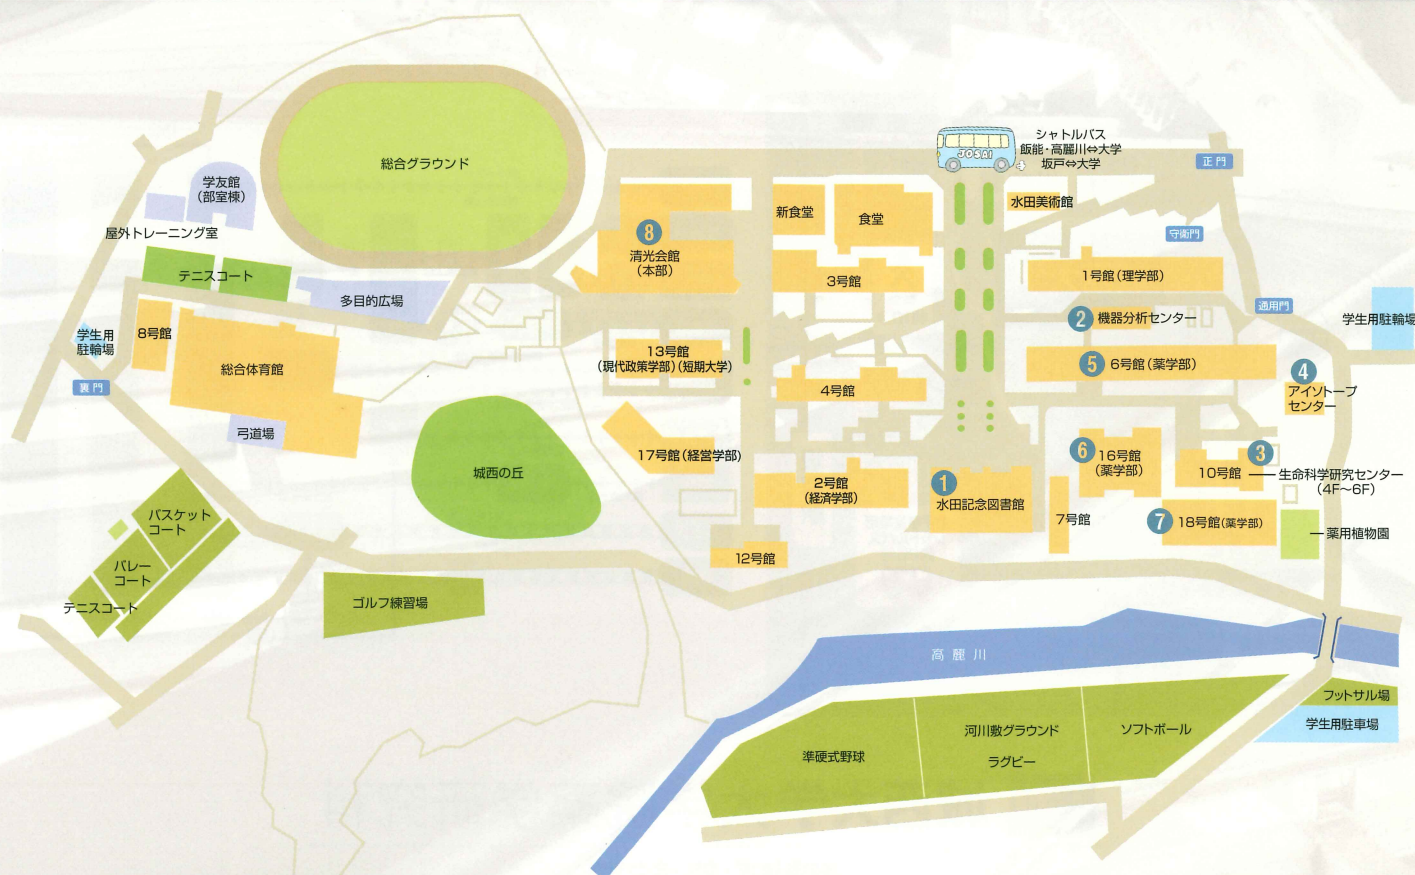 シャトルバス
飯能・高麗川⇔大学
坂戸⇔大学
JOSAI
正門
総合グラウンド
学友館
(部室棟)
屋外トレーニング室
テニスコート
多目的広場
学生用
駐輪場
8号館
総合体育館
裏門
弓道場
8
清光会館
(本部)
新食堂
食堂
水田美術館
守衛門
3号館
1号館(理学部)
通用門
2 機器分析センター
学生用駐輪場
13号館
(現代政策学部)(短期大学)
5 6号館(薬学部)
4
アイソトープ
センター
4号館
17号館(経営学部)
城西の丘
2号館
(経済学部)
1
水田記念図書館
6 16号館
(薬学部)
3
10号館
生命科学研究センター
(4F〜6F)
7号館
7 18号館(薬学部)
薬用植物園
12号館
バスケット
コート
バレー
コート
テニスコート
ゴルフ練習場
高麗川
フットサル場
学生用駐車場
準硬式野球
河川敷グラウンド
ラグビー
ソフトボール